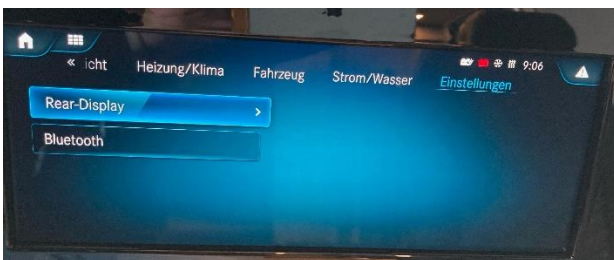 « icht Heizung/Klima Fahrzeug Strom/Wasser Einstellungen 9:06
Rear-Display
Bluetooth